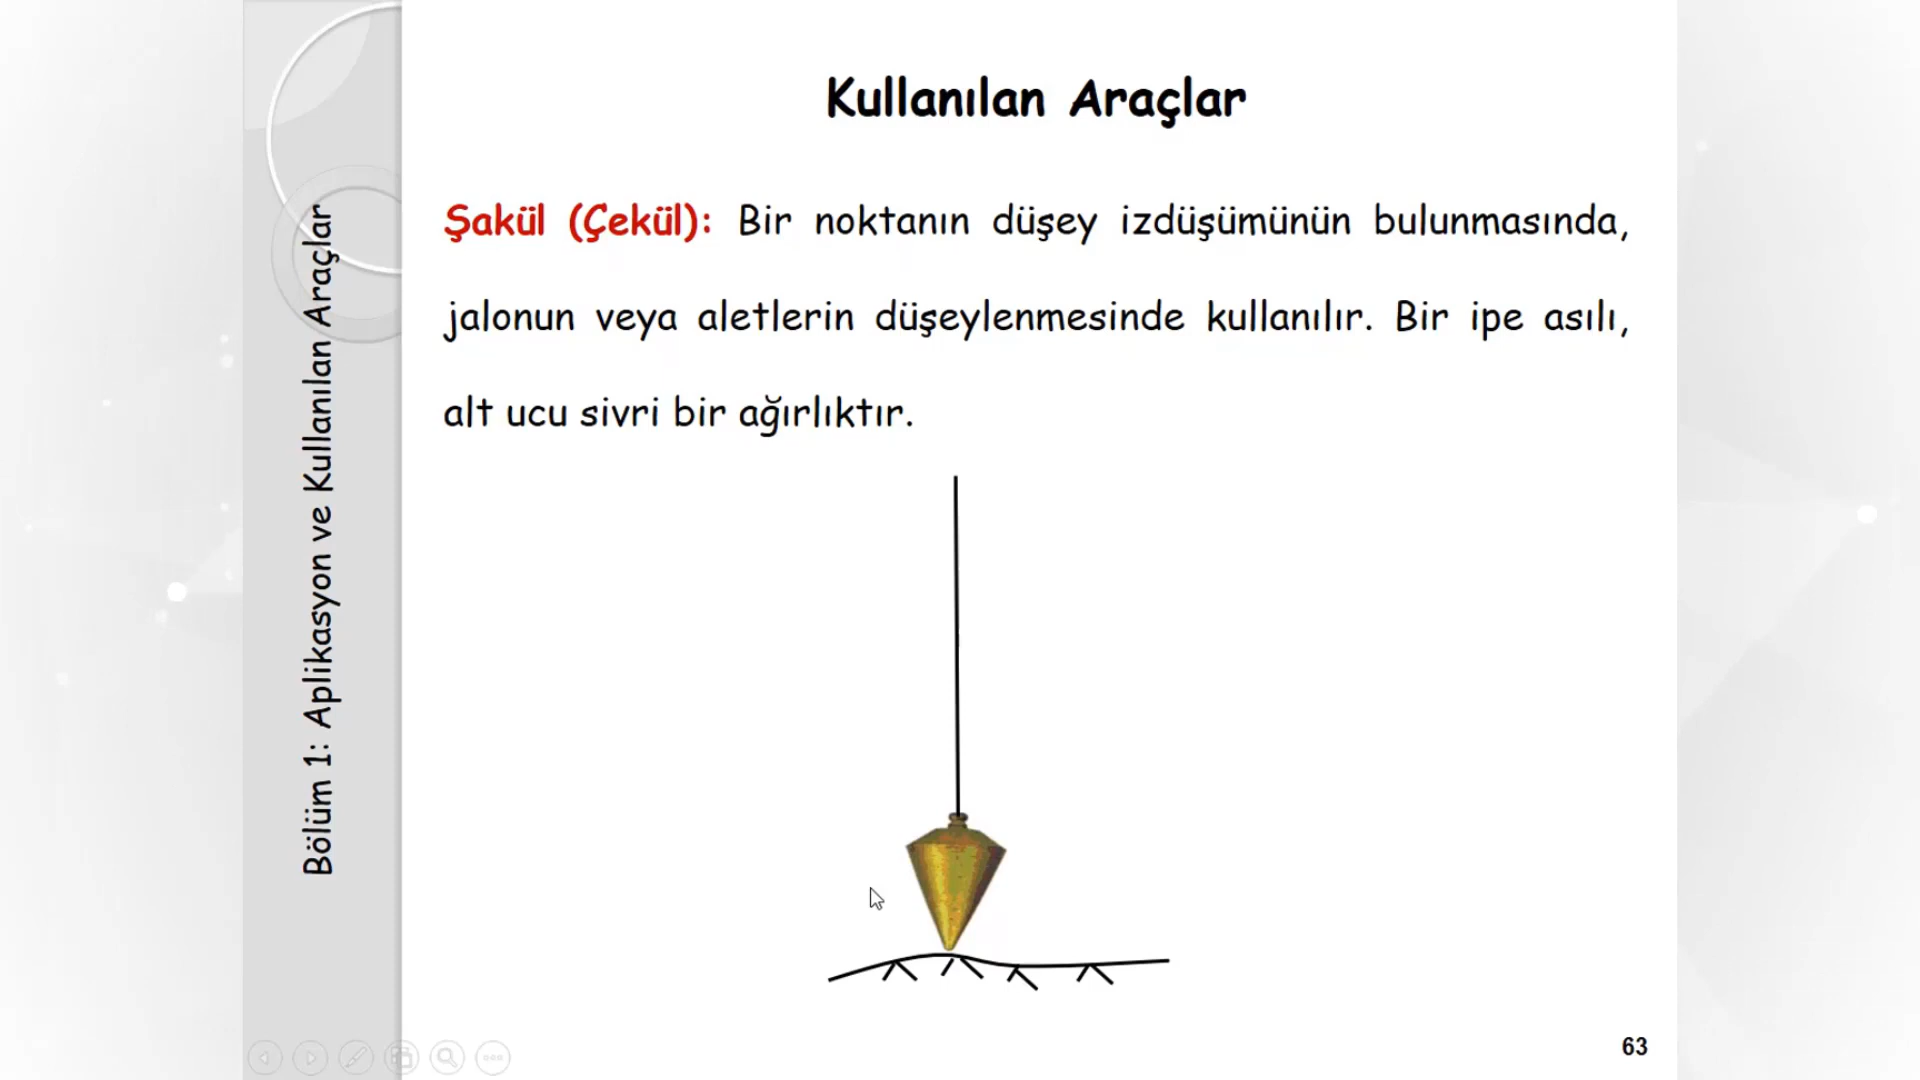 Kullanılan Araçlar
Şakül (Çekül): Bir noktanın düşey izdüşümünün bulunmasında,
jalonun veya aletlerin düşeylenmesinde kullanılır. Bir ipe asılı,
alt ucu sivri bir ağırlıktır.
Bölüm 1: Aplikasyon ve Kullanılan Araçlar
63